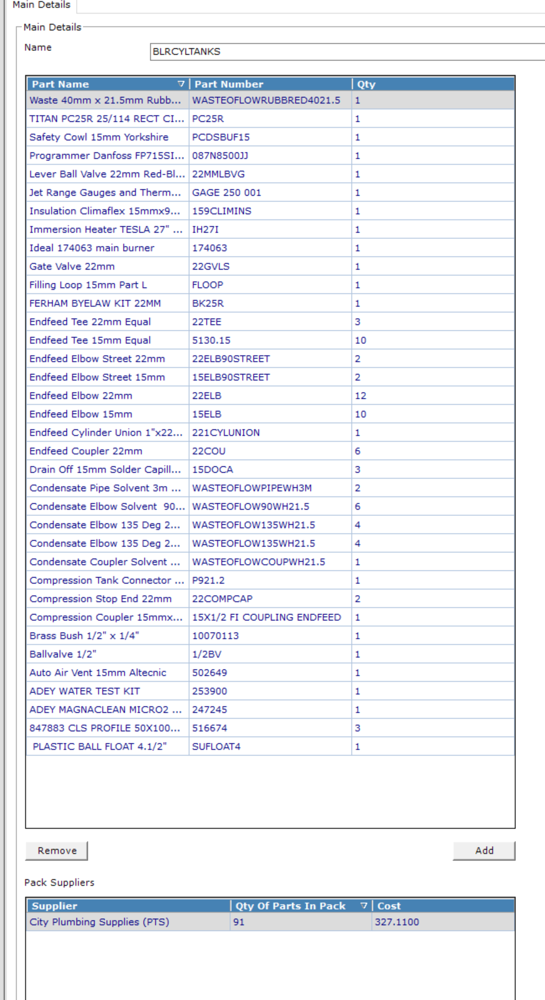 Main Details
Main Details
Name BLRCYLTANKS
Part Name Part Number Qty
Waste 40mm x 21.5mm Rubb... WASTEOFLOWRUBBRED4021.5 1
TITAN PC25R 25/114 RECT CI... PC25R 1
Safety Cowl 15mm Yorkshire PCDSBUF15 1
Programmer Danfoss FP715SI... 087N8500JJ 1
Lever Ball Valve 22mm Red-Bl... 22MMLBVG 1
Jet Range Gauges and Therm... GAGE 250 001 1
Insulation Climaflex 15mmx9... 159CLIMINS 1
Immersion Heater TESLA 27" ... IH27I 1
Ideal 174063 main burner 174063 1
Gate Valve 22mm 22GVLS 1
Filling Loop 15mm Part L FLOOP 1
FERHAM BYELAW KIT 22MM BK25R 1
Endfeed Tee 22mm Equal 22TEE 3
Endfeed Tee 15mm Equal 5130.15 10
Endfeed Elbow Street 22mm 22ELB90STREET 2
Endfeed Elbow Street 15mm 15ELB90STREET 2
Endfeed Elbow 22mm 22ELB 12
Endfeed Elbow 15mm 15ELB 10
Endfeed Cylinder Union 1"x22... 221CYLUNION 1
Endfeed Coupler 22mm 22COU 6
Drain Off 15mm Solder Capill... 15DOCA 3
Condensate Pipe Solvent 3m ... WASTEOFLOWPIPEWH3M 2
Condensate Elbow Solvent  90... WASTEOFLOW90WH21.5 6
Condensate Elbow 135 Deg 2... WASTEOFLOW135WH21.5 4
Condensate Elbow 135 Deg 2... WASTEOFLOW135WH21.5 4
Condensate Coupler Solvent ... WASTEOFLOWCOUPWH21.5 1
Compression Tank Connector ... P921.2 1
Compression Stop End 22mm 22COMPCAP 2
Compression Coupler 15mmx... 15X1/2 FI COUPLING ENDFEED 1
Brass Bush 1/2" x 1/4" 10070113 1
Ballvalve 1/2" 1/2BV 1
Auto Air Vent 15mm Altecnic 502649 1
ADEY WATER TEST KIT 253900 1
ADEY MAGNACLEAN MICRO2 ... 247245 1
847883 CLS PROFILE 50X100... 516674 3
PLASTIC BALL FLOAT 4.1/2" SUFLOAT4 1
Remove Add
Pack Suppliers
Supplier Qty Of Parts In Pack Cost
City Plumbing Supplies (PTS) 91 327.1100